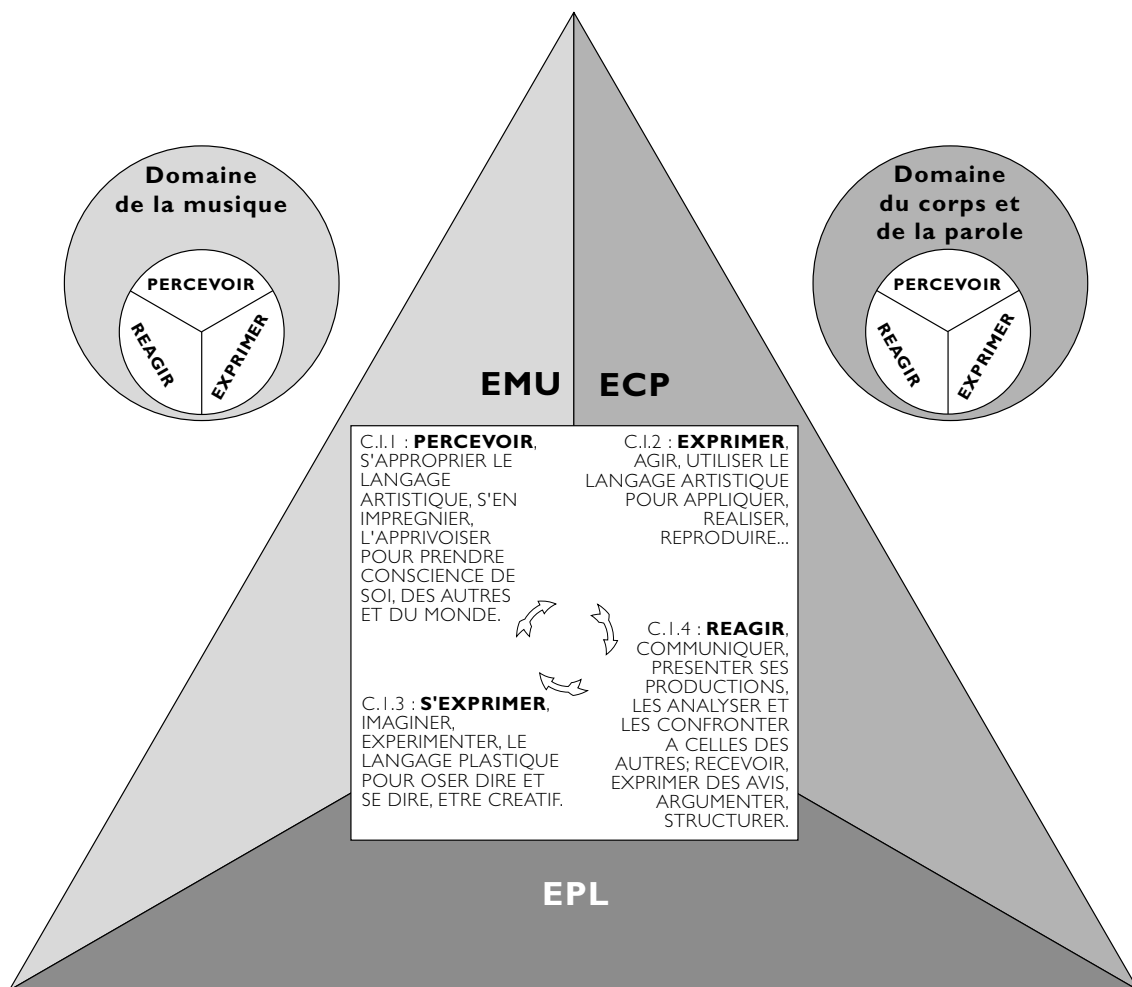 Domaine
de la musique
PERCEVOIR
REAGIR
EXPRIMER
Domaine
du corps et
de la parole
PERCEVOIR
REAGIR
EXPRIMER
EMU
ECP
C.1.1 : PERCEVOIR,
S'APPROPRIER LE
LANGAGE
ARTISTIQUE, S'EN
IMPREGNIER,
L'APPRIVOISER
POUR PRENDRE
CONSCIENCE DE
SOI, DES AUTRES
ET DU MONDE.
C.1.2 : EXPRIMER,
AGIR, UTILISER LE
LANGAGE ARTISTIQUE
POUR APPLIQUER,
REALISER,
REPRODUIRE...
C.1.3 : S'EXPRIMER,
IMAGINER,
EXPERIMENTER, LE
LANGAGE PLASTIQUE
POUR OSER DIRE ET
SE DIRE, ETRE CREATIF.
C.1.4 : REAGIR,
COMMUNIQUER,
PRESENTER SES
PRODUCTIONS,
LES ANALYSER ET
LES CONFRONTER
A CELLES DES
AUTRES; RECEVOIR,
EXPRIMER DES AVIS,
ARGUMENTER,
STRUCTURER.
EPL